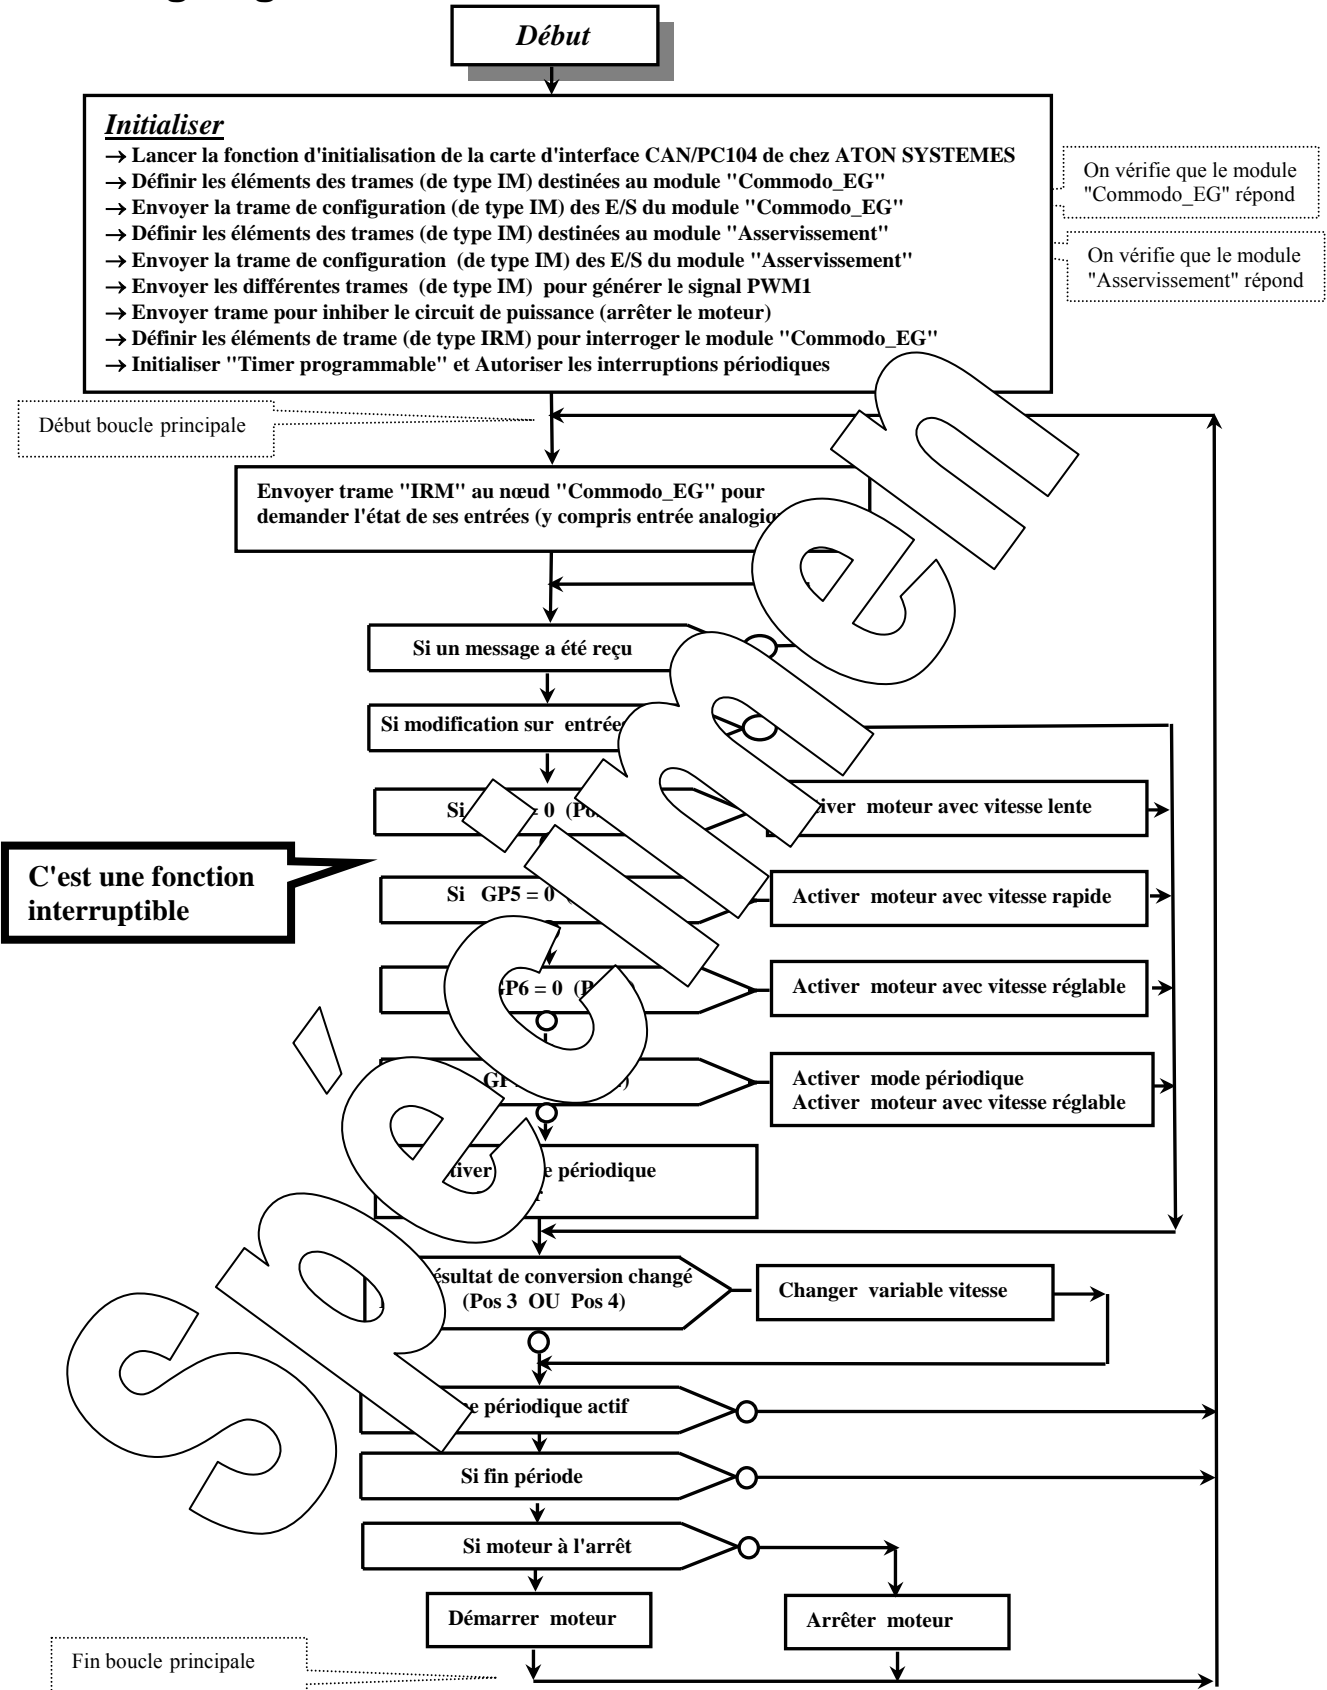 Début
Initialiser
→ Lancer la fonction d'initialisation de la carte d'interface CAN/PC104 de chez ATON SYSTEMES
→ Définir les éléments des trames (de type IM) destinées au module "Commodo_EG"
→ Envoyer la trame de configuration (de type IM) des E/S du module "Commodo_EG"
→ Définir les éléments des trames (de type IM) destinées au module "Asservissement"
→ Envoyer la trame de configuration (de type IM) des E/S du module "Asservissement"
→ Envoyer les différentes trames (de type IM) pour générer le signal PWM1
→ Envoyer trame pour inhiber le circuit de puissance (arrêter le moteur)
→ Définir les éléments de trame (de type IRM) pour interroger le module "Commodo_EG"
→ Initialiser "Timer programmable" et Autoriser les interruptions périodiques
On vérifie que le module
"Commodo_EG" répond
On vérifie que le module
"Asservissement" répond
Début boucle principale
Envoyer trame "IRM" au nœud "Commodo_EG" pour
demander l'état de ses entrées (y compris entrée
Si un message a été reçu
Si modification sur entrées
Si = 0
moteur avec vitesse lente
C'est une fonction
interruptible
Si GP5 = 0
Activer moteur avec vitesse rapide
GP6 = 0
Activer moteur avec vitesse réglable
Activer mode périodique
Activer moteur avec vitesse réglable
périodique
résultat de conversion changé
(Pos 3 OU Pos 4)
Changer variable vitesse
périodique actif
Si fin période
Si moteur à l'arrêt
Démarrer moteur
Arrêter moteur
Fin boucle principale
Spécimen